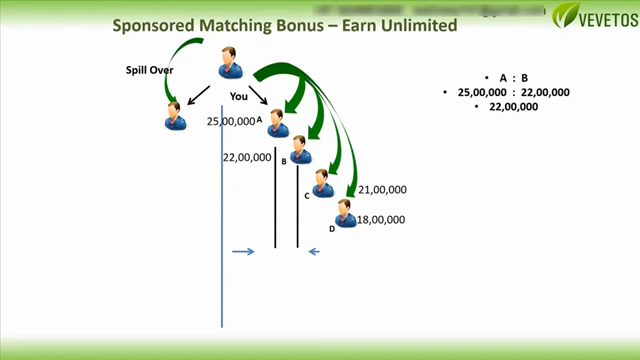 Sponsored Matching Bonus – Earn Unlimited
VEVETOS
Spill Over
You
25,00,000 A
22,00,000 B
C 21,00,000
D 18,00,000
• A : B
• 25,00,000 : 22,00,000
• 22,00,000